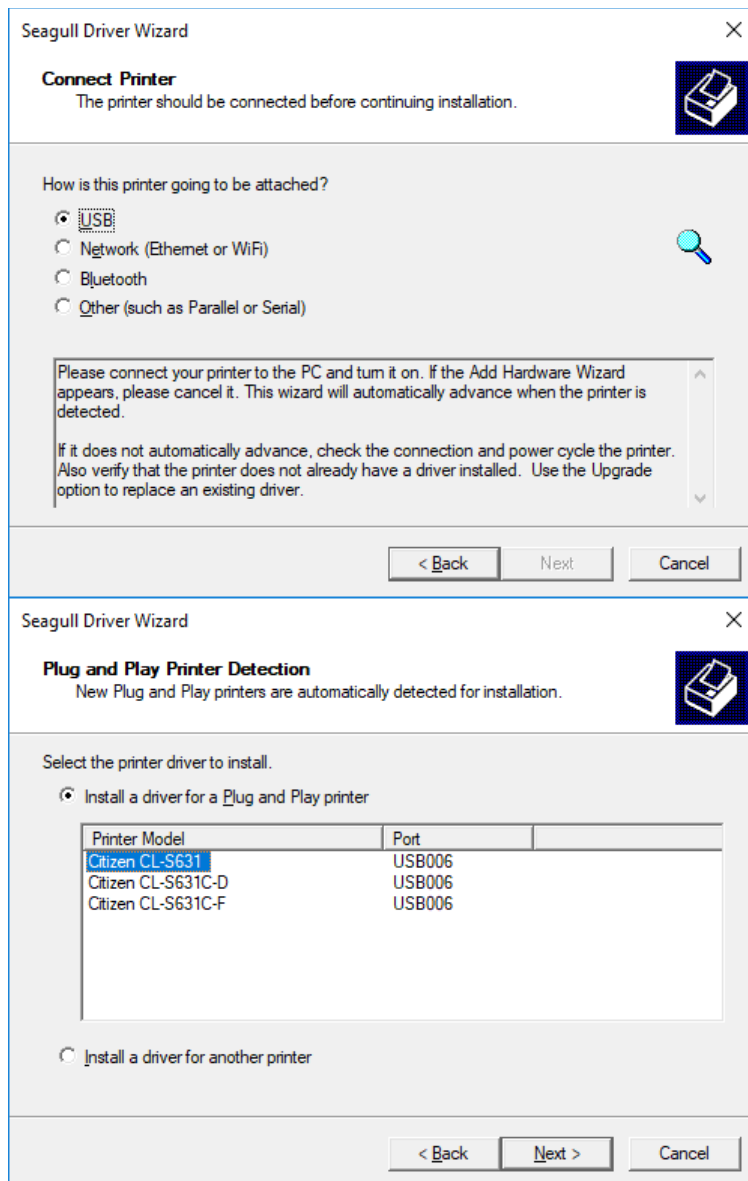 Seagull Driver Wizard
Connect Printer
The printer should be connected before continuing installation.
How is this printer going to be attached?
USB
Network (Ethernet or WiFi)
Bluetooth
Other (such as Parallel or Serial)
Please connect your printer to the PC and turn it on. If the Add Hardware Wizard
appears, please cancel it. This wizard will automatically advance when the printer is
detected.
If it does not automatically advance, check the connection and power cycle the printer.
Also verify that the printer does not already have a driver installed.  Use the Upgrade
option to replace an existing driver.
< Back Next Cancel
Seagull Driver Wizard
Plug and Play Printer Detection
New Plug and Play printers are automatically detected for installation.
Select the printer driver to install.
Install a driver for a Plug and Play printer
Printer Model Port
Citizen CL-S631 USB006
Citizen CL-S631C-D USB006
Citizen CL-S631C-F USB006
Install a driver for another printer
< Back Next > Cancel